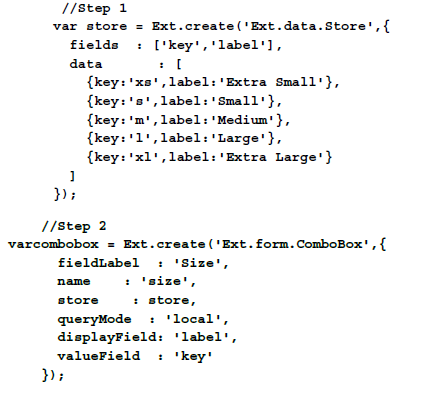 //Step 1
var store = Ext.create('Ext.data.Store',{
fields : ['key','label'],
data : [
{key:'xs',label:'Extra Small'},
{key:'s',label:'Small'},
{key:'m',label:'Medium'},
{key:'l',label:'Large'},
{key:'xl',label:'Extra Large'}
]
});
//Step 2
varcombobox = Ext.create('Ext.form.ComboBox',{
fieldLabel : 'Size',
name : 'size',
store : store,
queryMode : 'local',
displayField: 'label',
valueField : 'key'
});